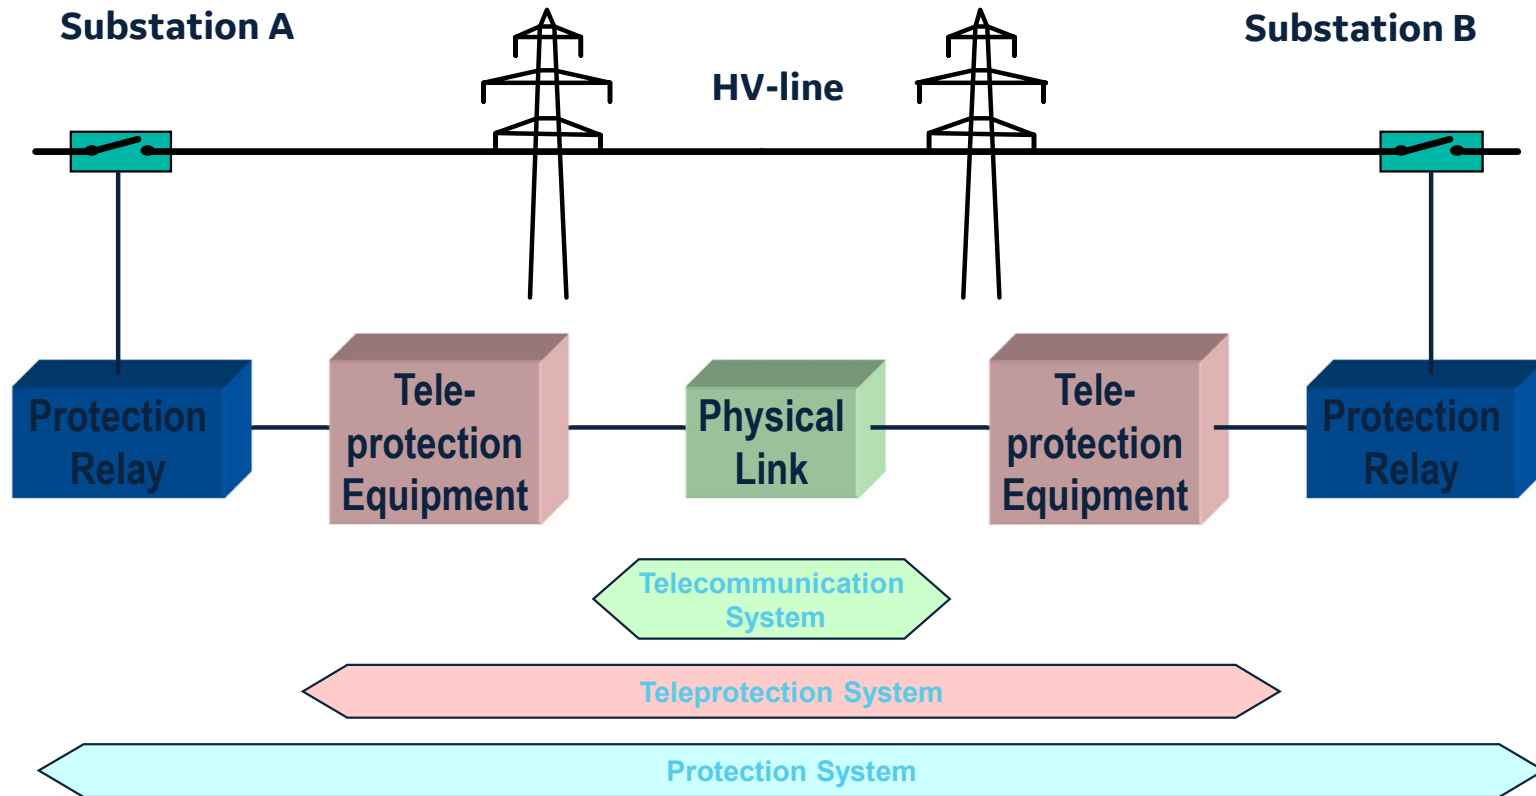 Substation A
Substation B
HV-line
Protection
Relay
Tele-
protection
Equipment
Physical
Link
Tele-
protection
Equipment
Protection
Relay
Telecommunication
System
Teleprotection System
Protection System